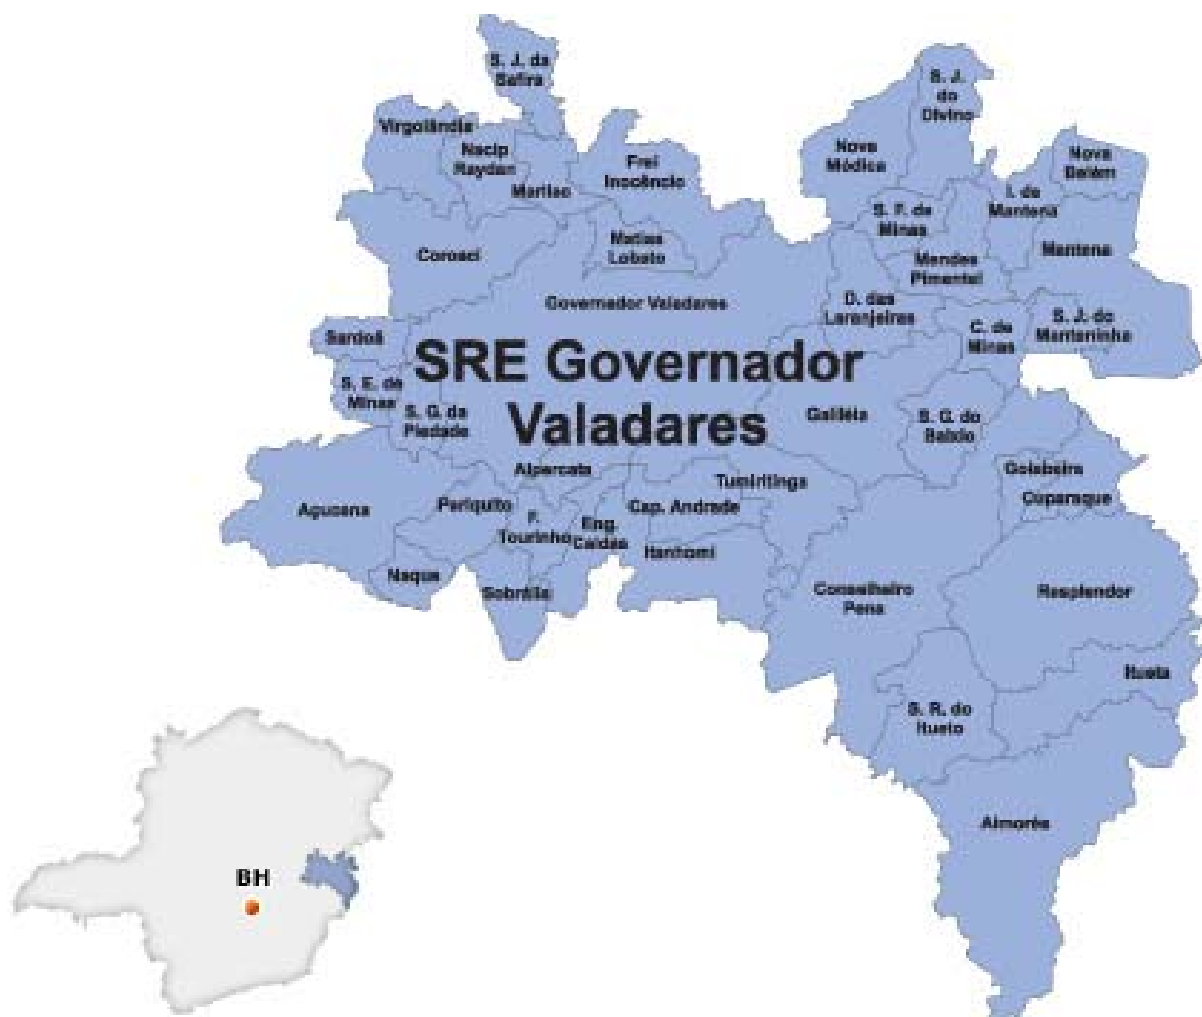 S. J. da
Safira
S. J.
do
Divino
Virgolândia
Nacip
Raydan
Marilac
Frei
Inocêncio
Nova
Módica
Nova
Belém
I. de
Mantena
S. F. de
Minas
Mantena
Coroaci
Matias
Lobato
Mendes
Pimentel
Governador Valadares
D. das
Laranjeiras
C. de
Minas
S. J. do
Manteninha
Sardoá
SRE Governador
Valadares
S. E. de
Minas
S. G. da
Piedade
Galiléia
S. G. do
Baixio
Alpercata
Tumiritinga
Goiabeira
Cuparaque
Açucena
Periquito
F.
Tourinho
Eng.
Caldas
Cap. Andrade
Itanhomi
Naque
Sobrália
Conselheiro
Pena
Resplendor
Itueta
S. R. do
Itueto
Aimorés
BH